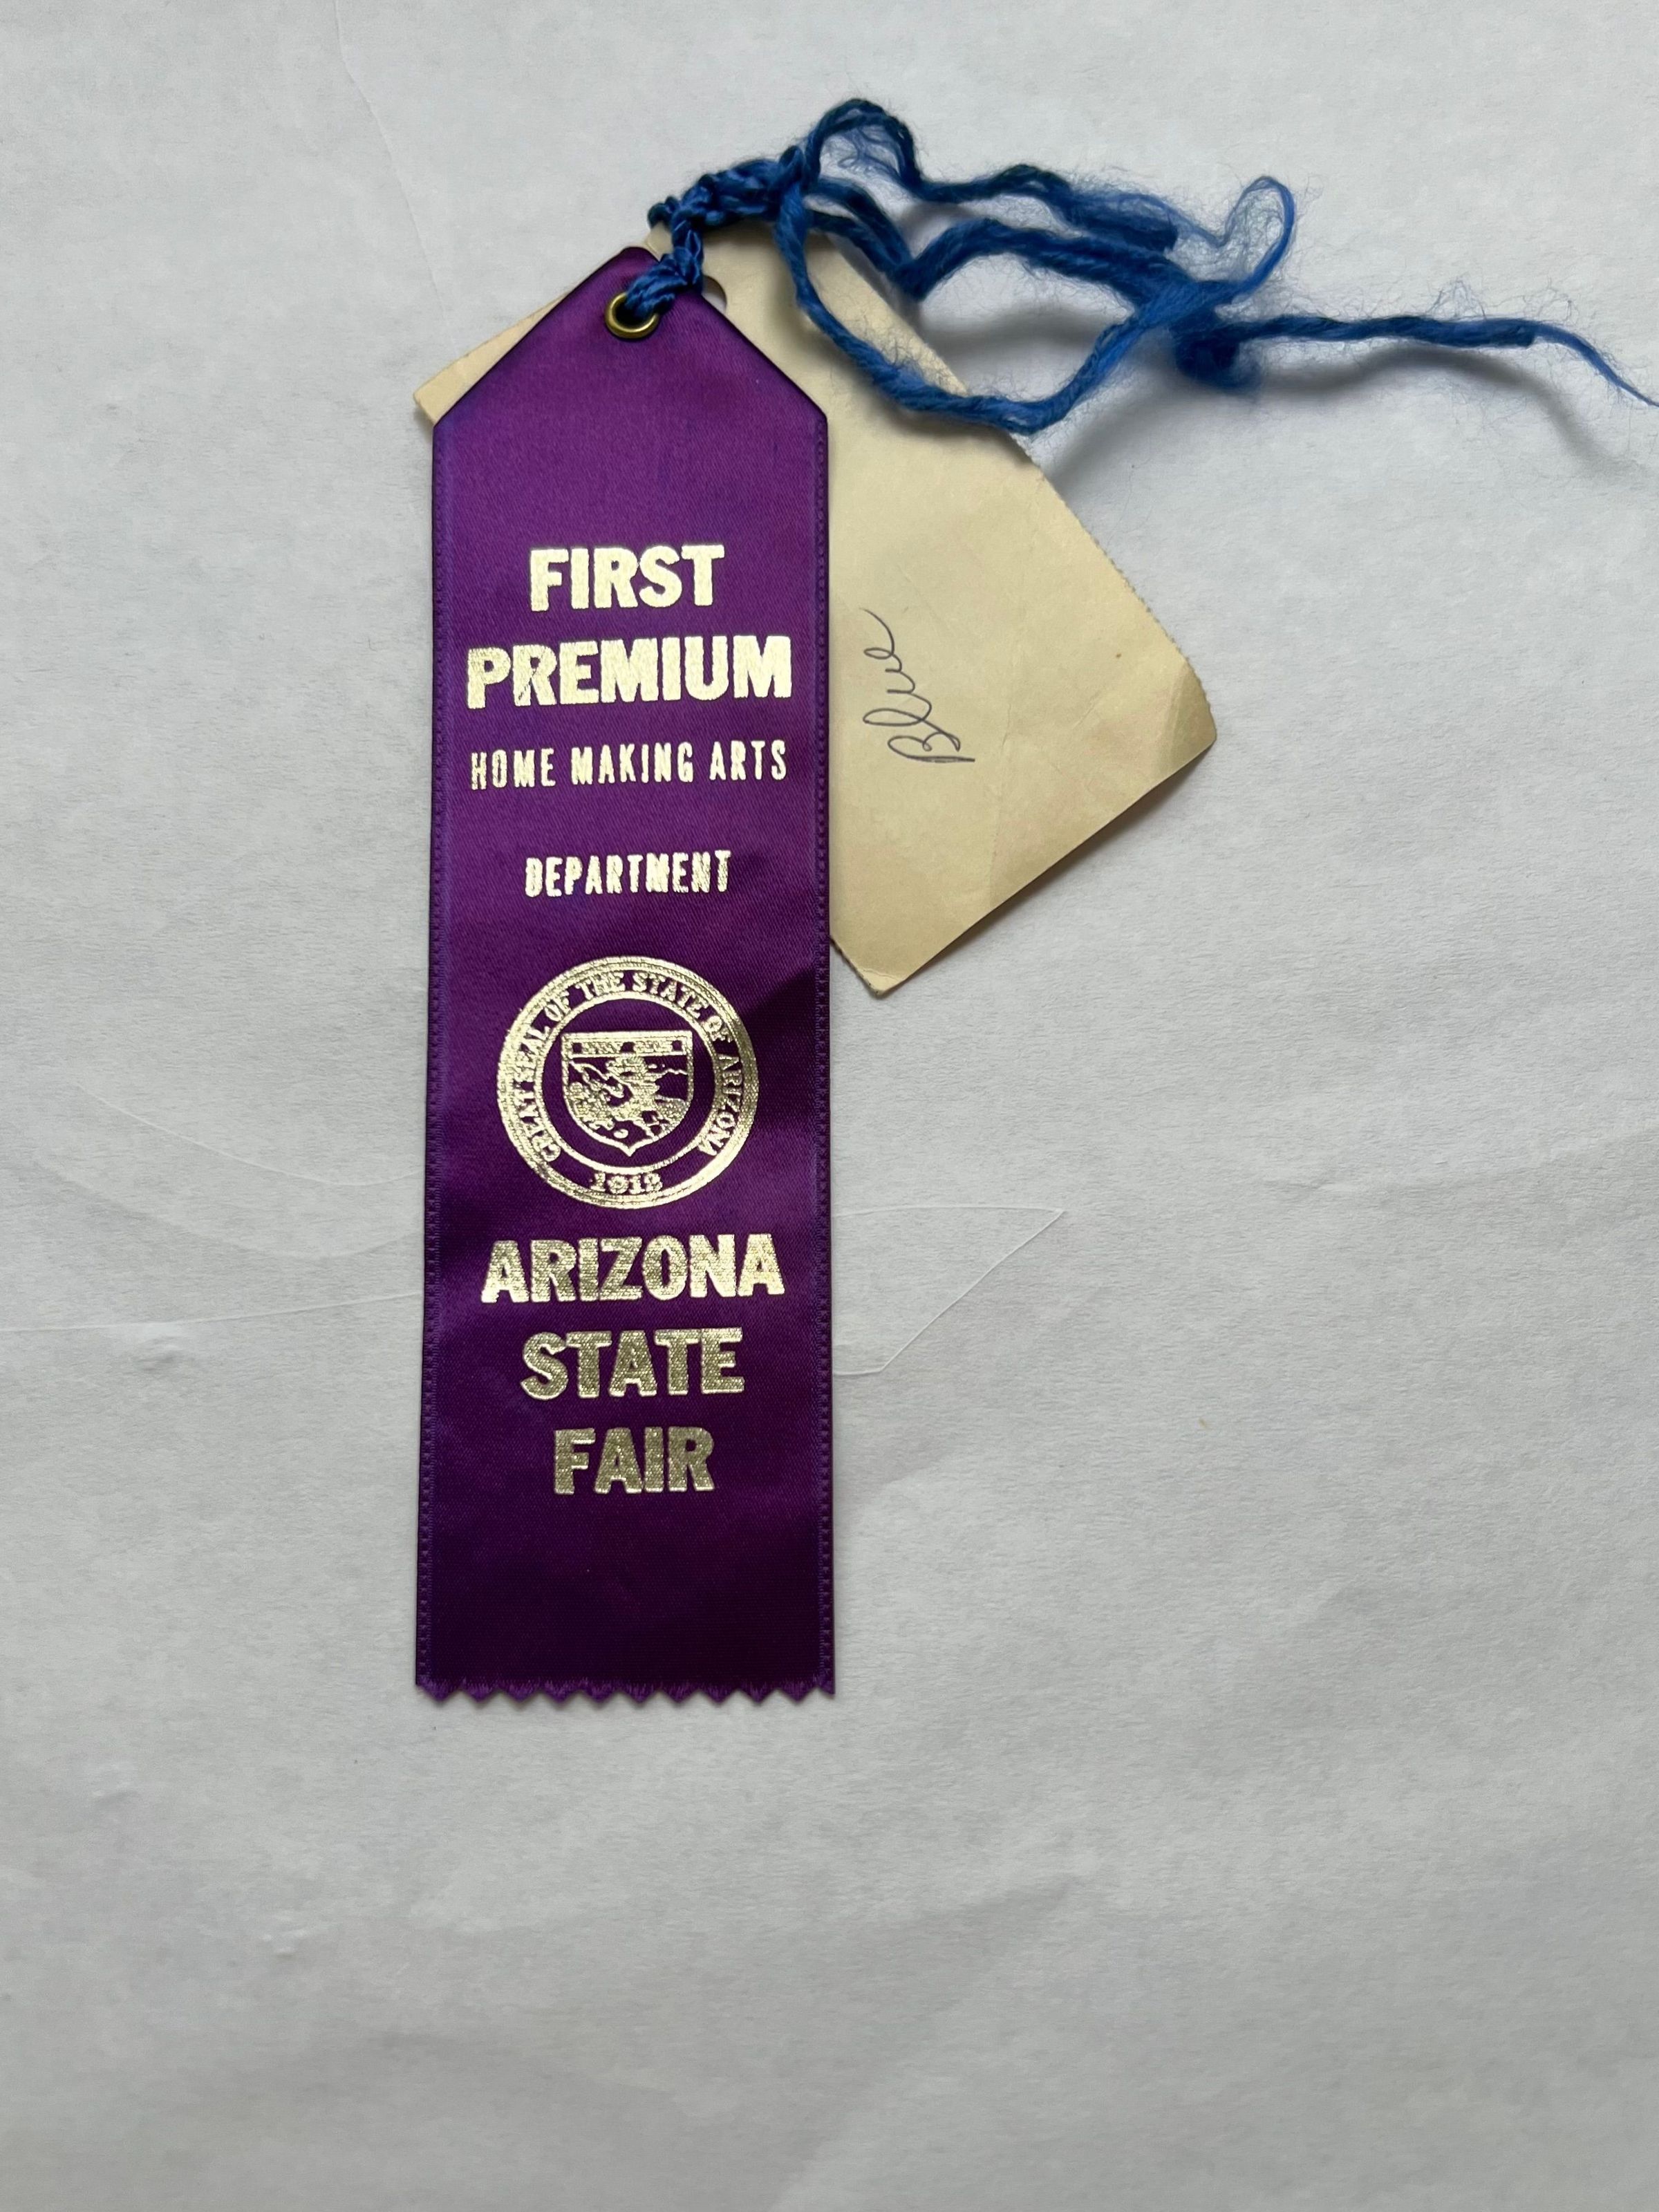 FIRST
PREMIUM
HOME MAKING ARTS
DEPARTMENT
GREAT SEAL OF THE STATE OF ARIZONA
1912
ARIZONA
STATE
FAIR
Blue